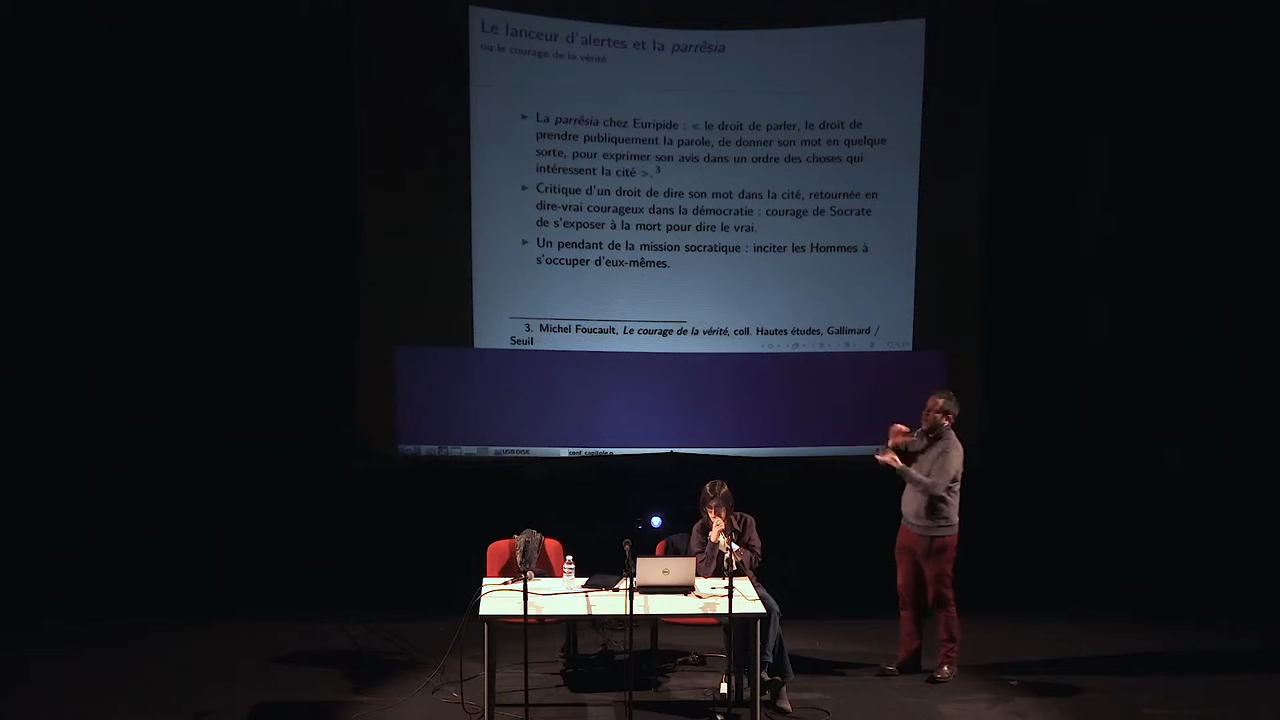 Le lanceur d'alertes et la parrêsia
ou le courage de la vérité
► La parrêsia chez Euripide : « le droit de parler, le droit de
prendre publiquement la parole, de donner son mot en quelque
sorte, pour exprimer son avis dans un ordre des choses qui
intéressent la cité ». 3
► Critique d'un droit de dire son mot dans la cité, retournée en
dire-vrai courageux dans la démocratie : courage de Socrate
de s'exposer à la mort pour dire le vrai.
► Un pendant de la mission socratique : inciter les Hommes à
s'occuper d'eux-mêmes.
3. Michel Foucault, Le courage de la vérité, coll. Hautes études, Gallimard /
Seuil
USB DISK conf_capitole.p
DELL